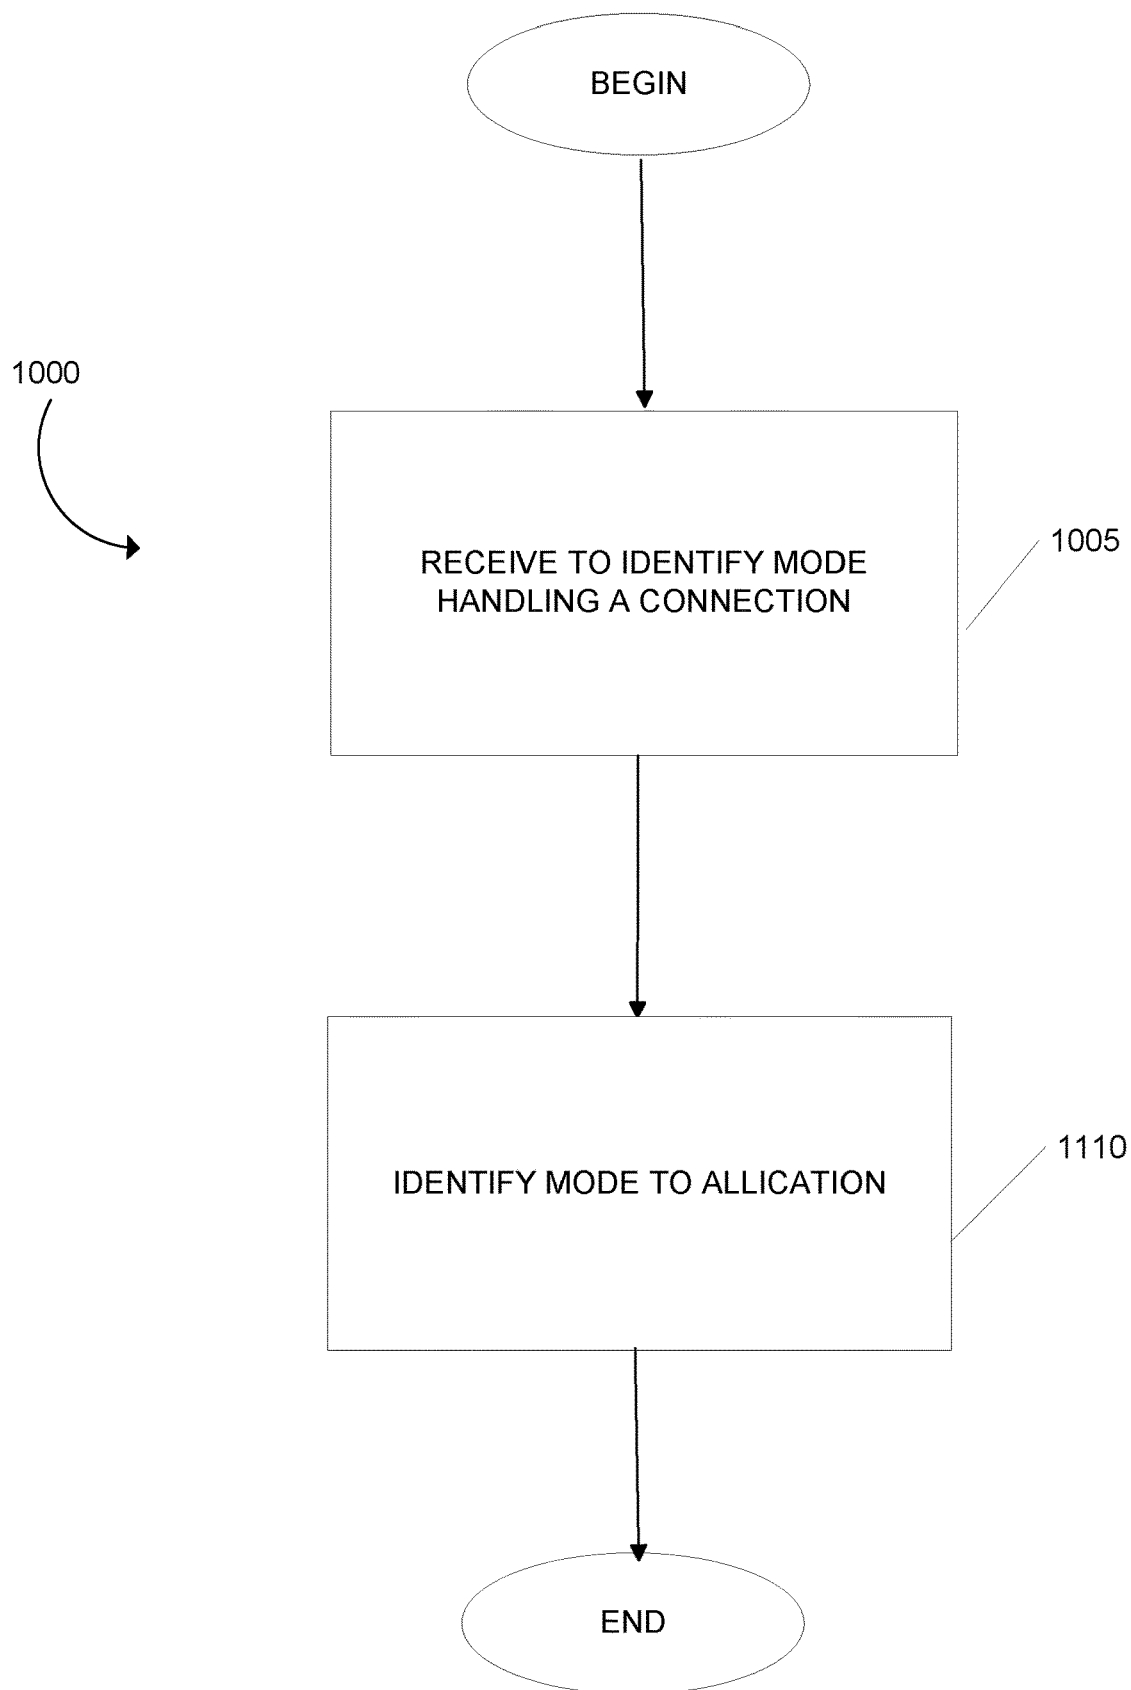 BEGIN
1000
RECEIVE TO IDENTIFY MODE
HANDLING A CONNECTION
1005
IDENTIFY MODE TO ALLICATION
1110
END